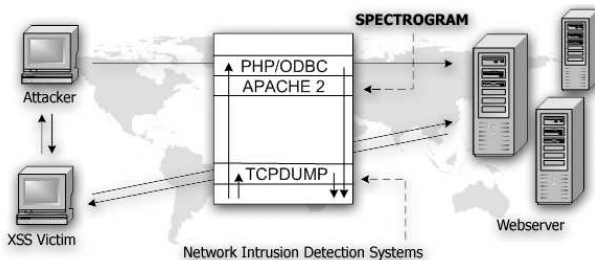 SPECTROGRAM
PHP/ODBC
APACHE 2
Attacker
TCPDUMP
XSS Victim
Webserver
Network Intrusion Detection Systems